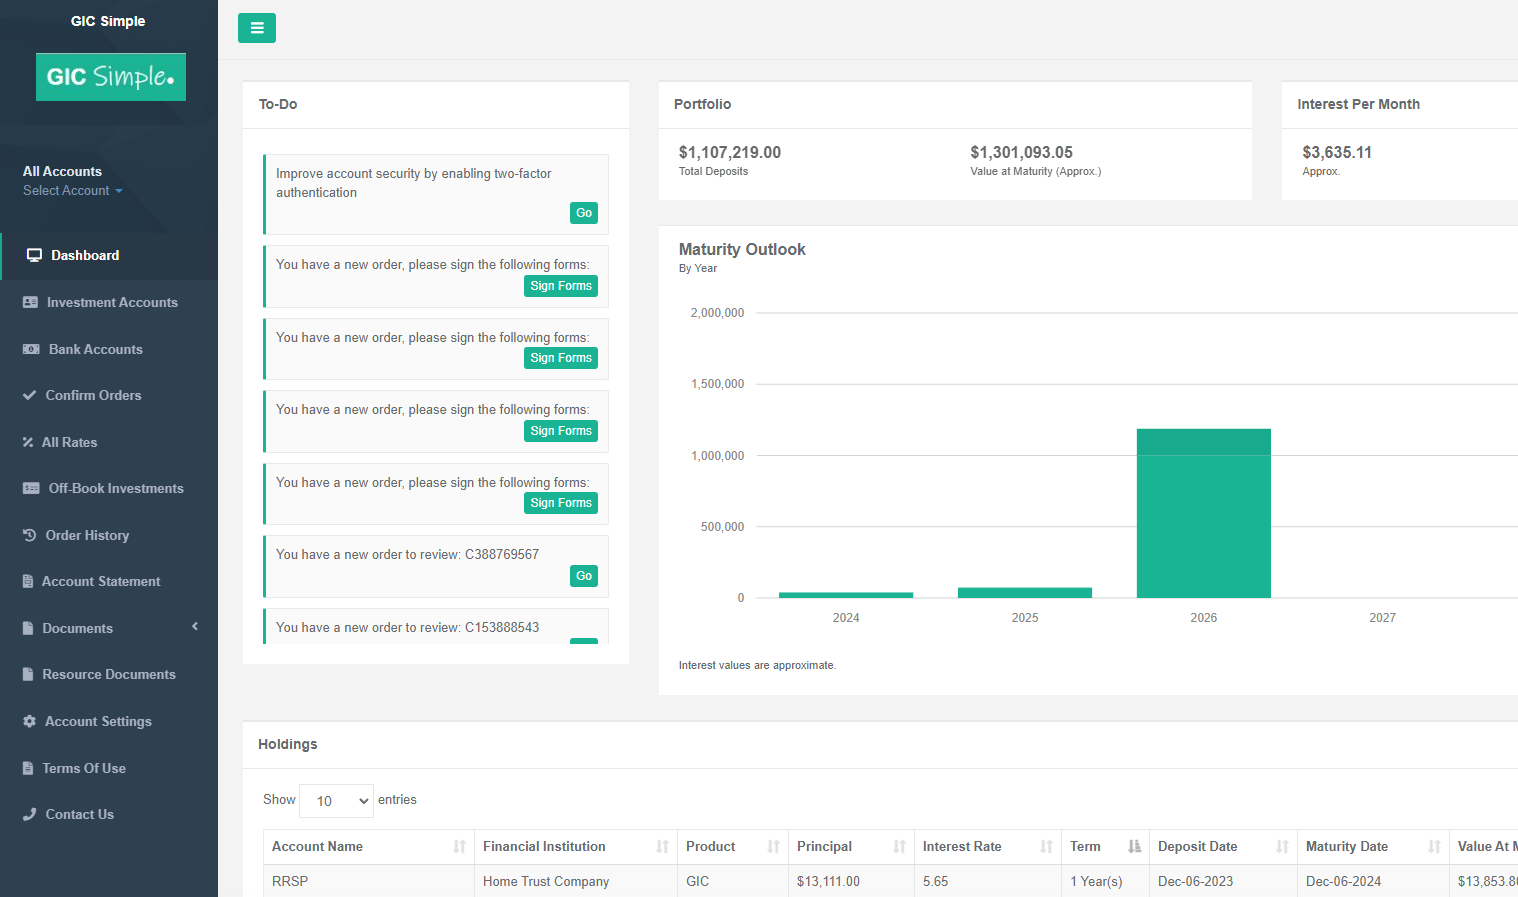 GIC Simple
GIC Simple.
All Accounts
Select Account
Dashboard
Investment Accounts
Bank Accounts
Confirm Orders
All Rates
Off-Book Investments
Order History
Account Statement
Documents
Resource Documents
Account Settings
Terms Of Use
Contact Us
To-Do
Improve account security by enabling two-factor
authentication
Go
You have a new order, please sign the following forms:
Sign Forms
You have a new order, please sign the following forms:
Sign Forms
You have a new order, please sign the following forms:
Sign Forms
You have a new order, please sign the following forms:
Sign Forms
You have a new order to review: C388769567
Go
You have a new order to review: C153888543
Portfolio
$1,107,219.00
Total Deposits
$1,301,093.05
Value at Maturity (Approx.)
Interest Per Month
$3,635.11
Approx.
Maturity Outlook
By Year
2,000,000
1,500,000
1,000,000
500,000
0
2024 2025 2026 2027
Interest values are approximate.
Holdings
Show 10 entries
Account Name Financial Institution Product Principal Interest Rate Term Deposit Date Maturity Date Value At
RRSP Home Trust Company GIC $13,111.00 5.65 1 Year(s) Dec-06-2023 Dec-06-2024 $13,853.8